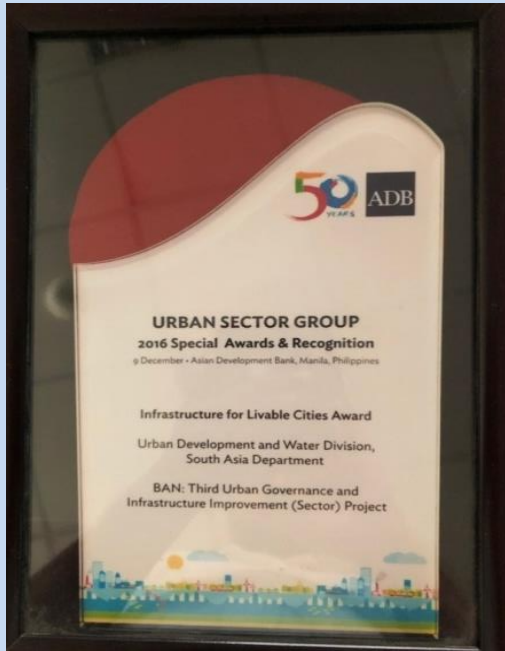 50
YEARS
ADB
URBAN SECTOR GROUP
2016 Special Awards & Recognition
9 December • Asian Development Bank, Manila, Philippines
Infrastructure for Livable Cities Award
Urban Development and Water Division,
South Asia Department
BAN: Third Urban Governance and
Infrastructure Improvement (Sector) Project